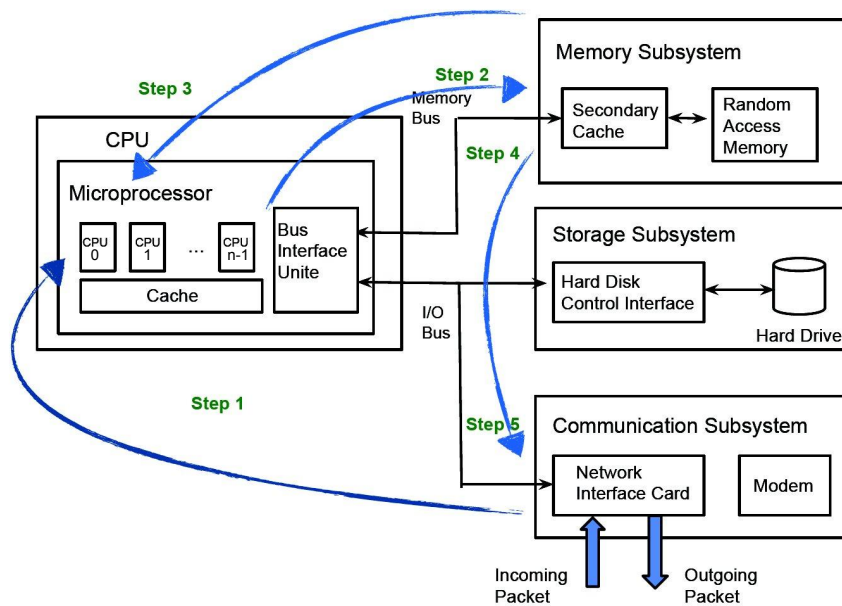 Memory Subsystem
Step 3
Step 2
Memory
Bus
Secondary
Cache
Random
Access
Memory
CPU
Step 4
Microprocessor
CPU
0
CPU
1
...
CPU
n-1
Bus
Interface
Unite
Cache
Storage Subsystem
Hard Disk
Control Interface
I/O
Bus
Hard Drive
Step 1
Step 5
Communication Subsystem
Network
Interface Card
Modem
Incoming
Packet
Outgoing
Packet